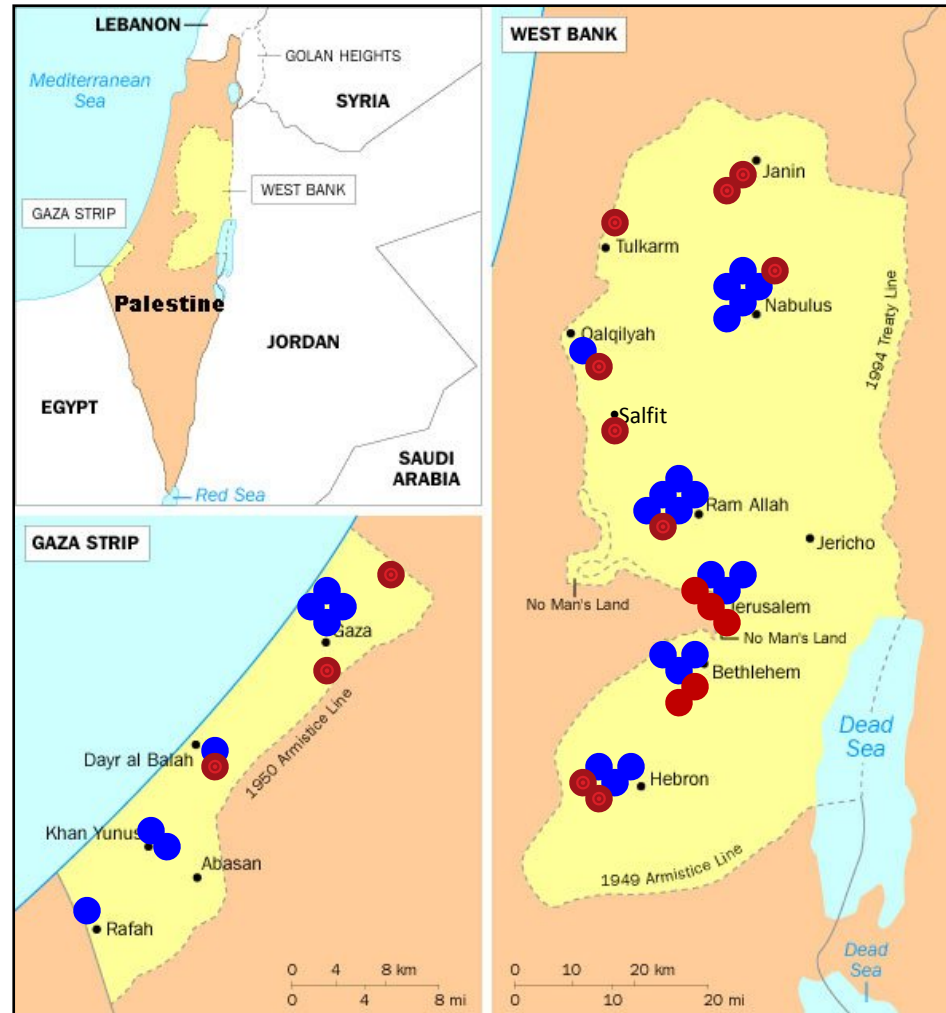 LEBANON
GOLAN HEIGHTS
Mediterranean
Sea
SYRIA
WEST BANK
GAZA STRIP
Palestine
JORDAN
EGYPT
SAUDI
ARABIA
Red Sea
GAZA STRIP
Gaza
Dayr al Balah
1950 Armistice Line
Khan Yunus
Abasan
Rafah
0 4 8 km
0 4 8 mi
WEST BANK
Janin
Tulkarm
Nabulus
1994 Treaty Line
Qalqilyah
Salfit
Ram Allah
Jericho
No Man's Land
Jerusalem
No Man's Land
Bethlehem
Dead
Sea
Hebron
1949 Armistice Line
0 10 20 km
0 10 20 mi
Dead
Sea